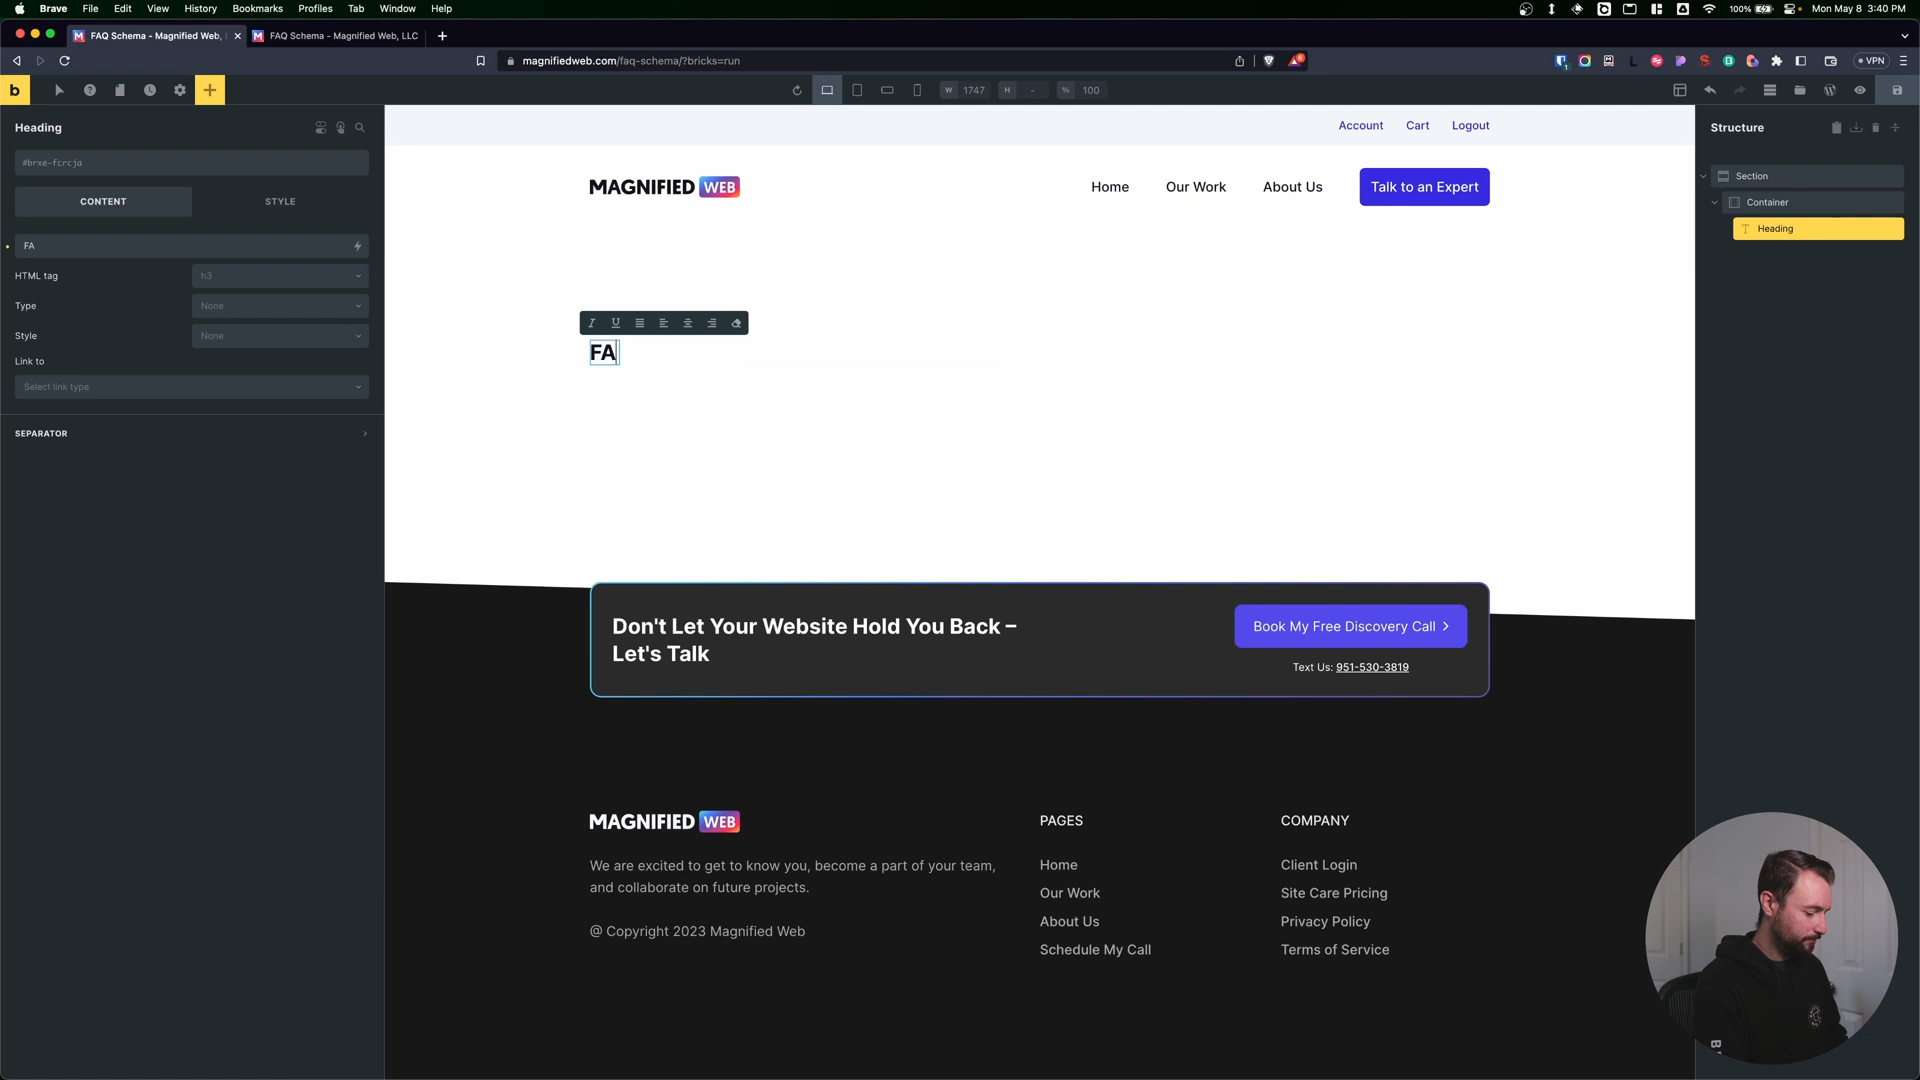 Brave File Edit View History Bookmarks Profiles Tab Window Help
100% Mon May 8 3:40 PM
FAQ Schema - Magnified Web,
FAQ Schema - Magnified Web, LLC
magnifiedweb.com/faq-schema/?bricks=run
VPN
b
W 1747 H - % 100
Heading
#brxe-fcrcja
CONTENT STYLE
FA
HTML tag h3
Type None
Style None
Link to
Select link type
SEPARATOR
Account Cart Logout
MAGNIFIED WEB
Home Our Work About Us Talk to an Expert
FA
Don't Let Your Website Hold You Back –
Let's Talk
Book My Free Discovery Call
Text Us: 951-530-3819
MAGNIFIED WEB
We are excited to get to know you, become a part of your team,
and collaborate on future projects.
@ Copyright 2023 Magnified Web
PAGES
Home
Our Work
About Us
Schedule My Call
COMPANY
Client Login
Site Care Pricing
Privacy Policy
Terms of Service
Structure
Section
Container
Heading